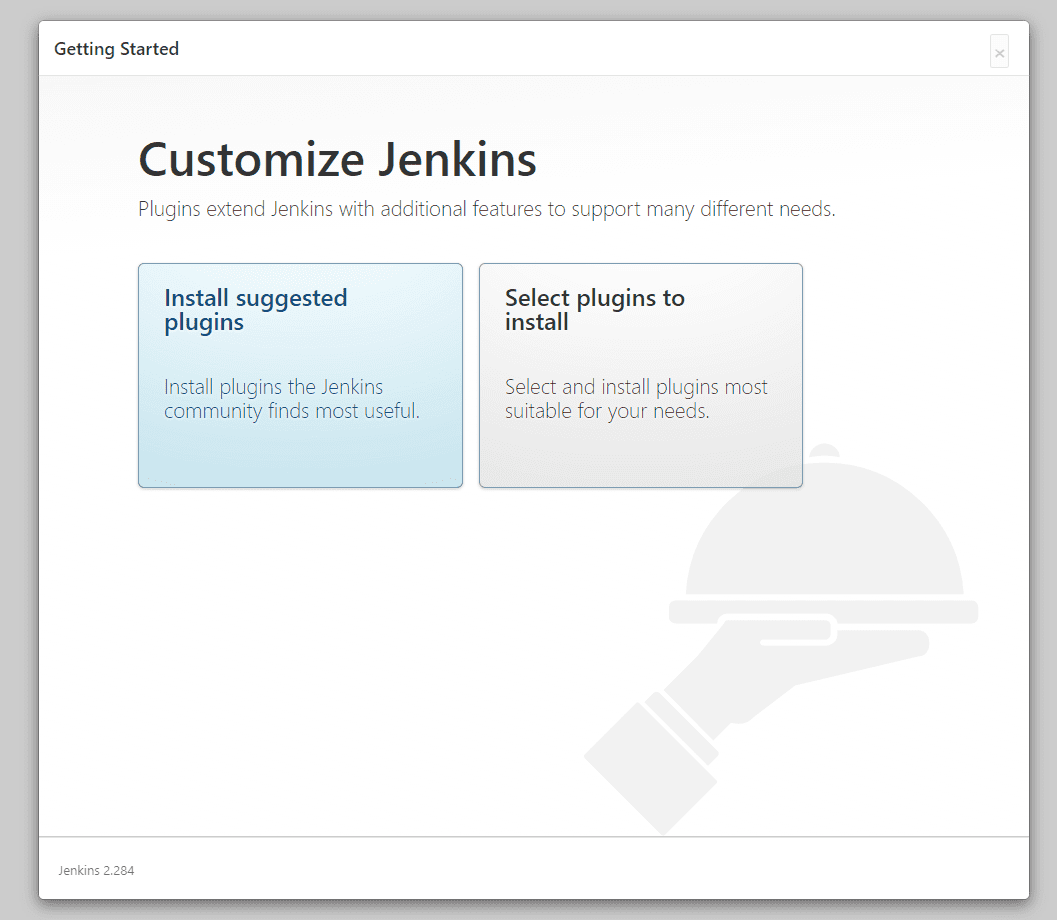 Getting Started
×
Customize Jenkins
Plugins extend Jenkins with additional features to support many different needs.
Install suggested
plugins
Install plugins the Jenkins
community finds most useful.
Select plugins to
install
Select and install plugins most
suitable for your needs.
Jenkins 2.284